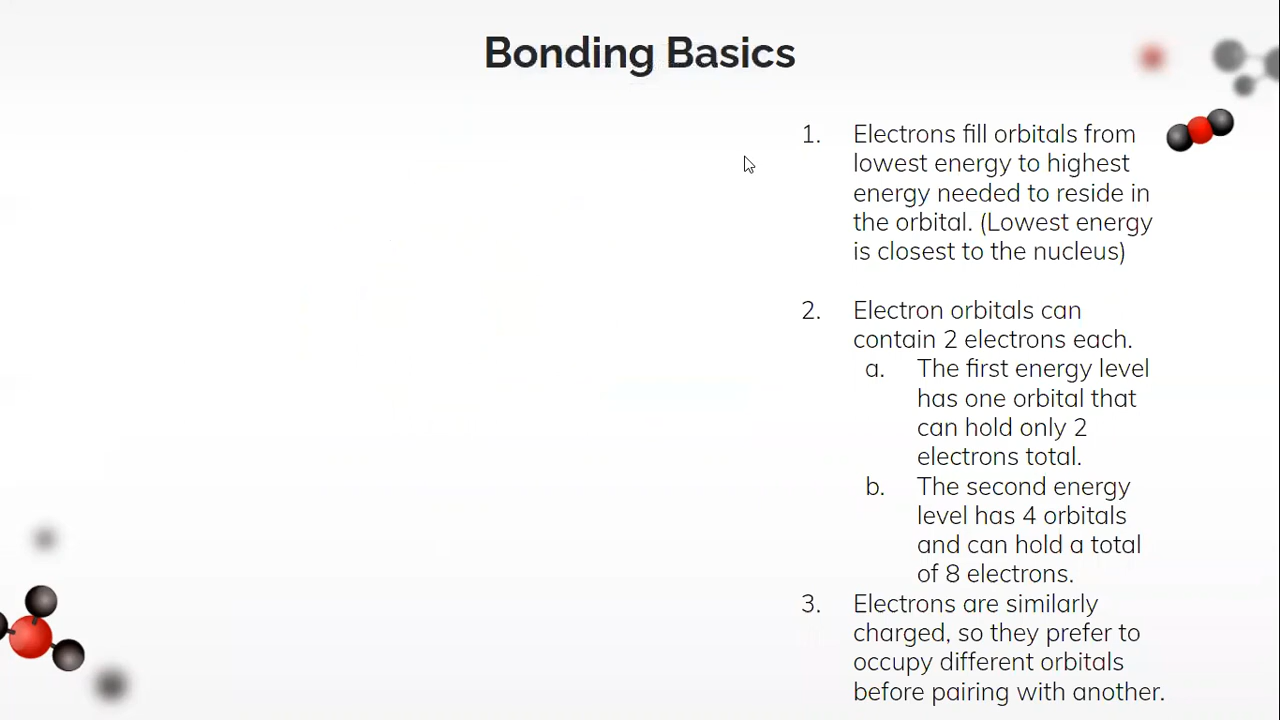 Bonding Basics
1. Electrons fill orbitals from
lowest energy to highest
energy needed to reside in
the orbital. (Lowest energy
is closest to the nucleus)
2. Electron orbitals can
contain 2 electrons each.
a. The first energy level
has one orbital that
can hold only 2
electrons total.
b. The second energy
level has 4 orbitals
and can hold a total
of 8 electrons.
3. Electrons are similarly
charged, so they prefer to
occupy different orbitals
before pairing with another.